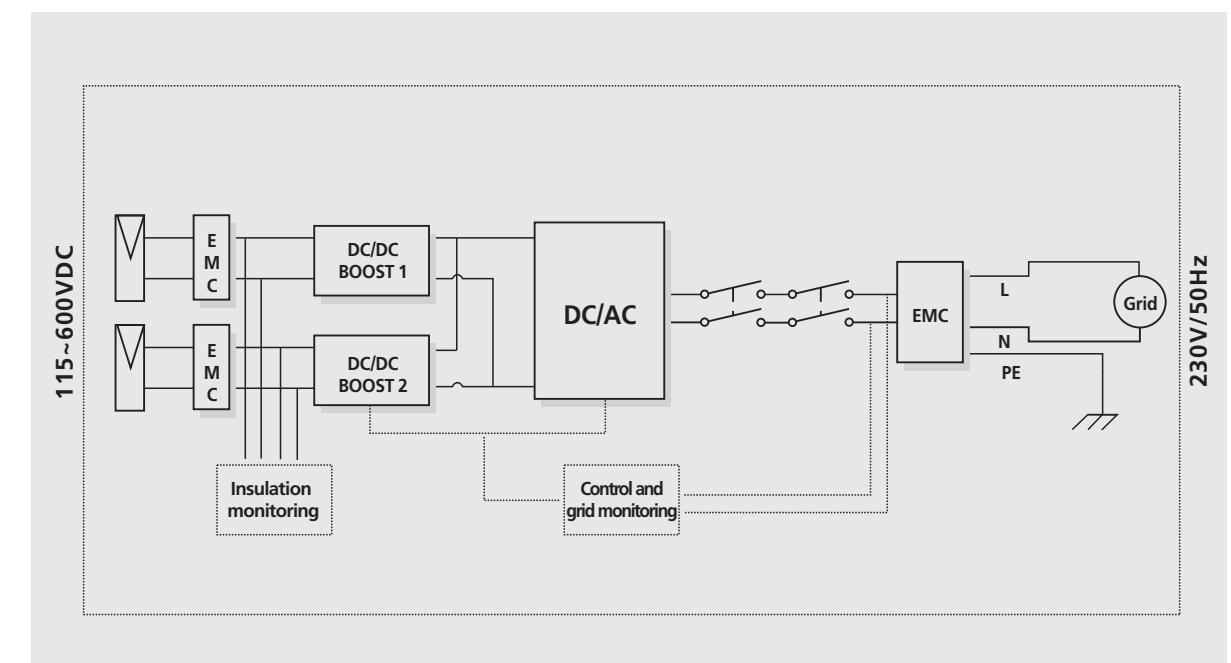 115~600VDC
E
M
C
DC/DC
BOOST 1
E
M
C
DC/DC
BOOST 2
DC/AC
EMC
L
N
PE
Grid
230V/50Hz
Insulation
monitoring
Control and
grid monitoring